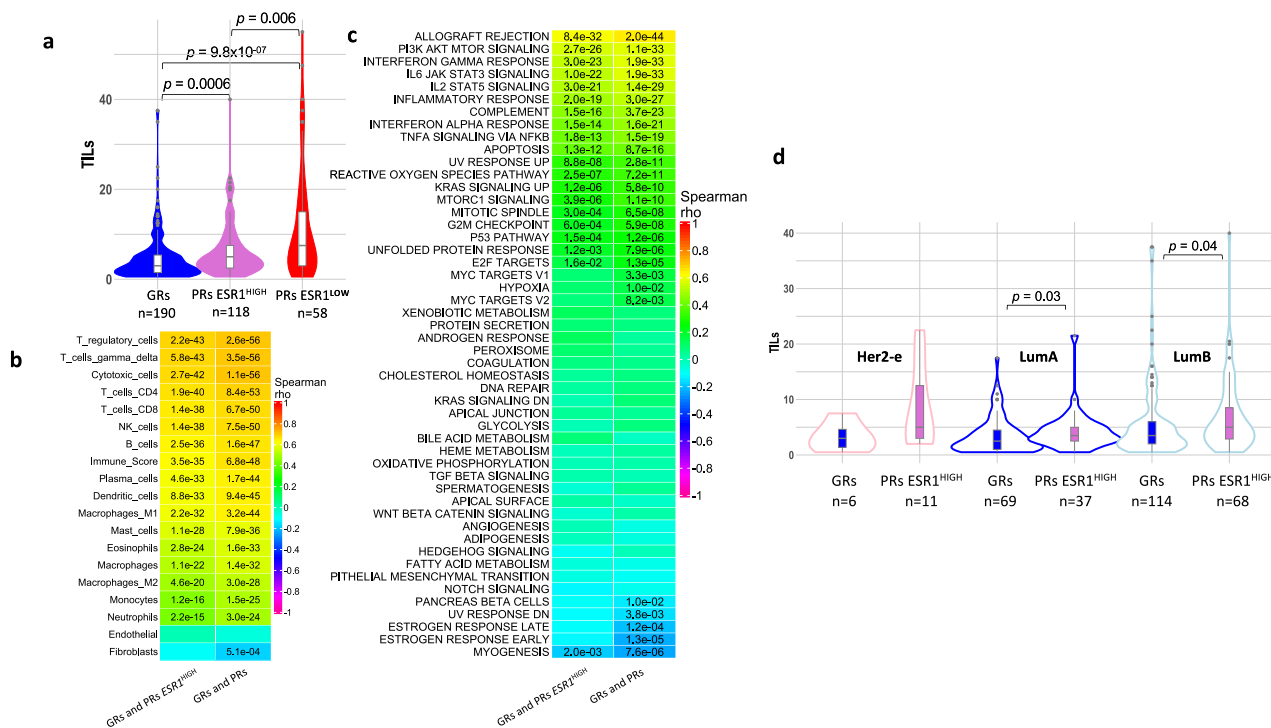 a
p = 0.006
p = 9.8x10-07
p = 0.0006
TILs
40
20
0
GRs
n=190
PRs ESR1HIGH
n=118
PRs ESR1LOW
n=58
b
T_regulatory_cells 2.2e-43 2.6e-56
T_cells_gamma_delta 5.8e-43 3.5e-56
Cytotoxic_cells 2.7e-42 1.1e-56
T_cells_CD4 1.9e-40 8.4e-53
T_cells_CD8 1.4e-38 6.7e-50
NK_cells 1.4e-38 7.5e-50
B_cells 2.5e-36 1.6e-47
Immune_Score 3.5e-35 6.8e-48
Plasma_cells 4.6e-33 1.7e-44
Dendritic_cells 8.8e-33 9.4e-45
Macrophages_M1 2.2e-32 3.2e-44
Mast_cells 1.1e-28 7.9e-36
Eosinophils 2.8e-24 1.6e-33
Macrophages 1.1e-22 1.4e-32
Macrophages_M2 4.6e-20 3.0e-28
Monocytes 1.2e-16 1.5e-25
Neutrophils 2.2e-15 3.0e-24
Endothelial
Fibroblasts 5.1e-04
GRs and PRs ESR1HIGH
GRs and PRs
Spearman
rho
1
0.8
0.6
0.4
0.2
0
-0.2
-0.4
-0.6
-0.8
-1
c
ALLOGRAFT REJECTION 8.4e-32 2.0e-44
PI3K AKT MTOR SIGNALING 2.7e-26 1.1e-33
INTERFERON GAMMA RESPONSE 3.0e-23 1.9e-33
IL6 JAK STAT3 SIGNALING 1.0e-22 1.9e-33
IL2 STAT5 SIGNALING 3.0e-21 1.4e-29
INFLAMMATORY RESPONSE 2.0e-19 3.0e-27
COMPLEMENT 1.5e-16 3.7e-23
INTERFERON ALPHA RESPONSE 1.5e-14 1.6e-21
TNFA SIGNALING VIA NFKB 1.8e-13 1.5e-19
APOPTOSIS 1.3e-12 8.7e-16
UV RESPONSE UP 8.8e-08 2.8e-11
REACTIVE OXYGEN SPECIES PATHWAY 2.5e-07 7.2e-11
KRAS SIGNALING UP 1.2e-06 5.8e-10
MTORC1 SIGNALING 3.9e-06 1.1e-10
MITOTIC SPINDLE 3.0e-04 6.5e-08
G2M CHECKPOINT 6.0e-04 5.9e-08
P53 PATHWAY 1.5e-04 1.2e-06
UNFOLDED PROTEIN RESPONSE 1.2e-03 7.9e-06
E2F TARGETS 1.6e-02 1.3e-05
MYC TARGETS V1 3.3e-03
HYPOXIA 1.0e-02
MYC TARGETS V2 8.2e-03
XENOBIOTIC METABOLISM
PROTEIN SECRETION
ANDROGEN RESPONSE
PEROXISOME
COAGULATION
CHOLESTEROL HOMEOSTASIS
DNA REPAIR
KRAS SIGNALING DN
APICAL JUNCTION
GLYCOLYSIS
BILE ACID METABOLISM
HEME METABOLISM
OXIDATIVE PHOSPHORYLATION
TGF BETA SIGNALING
SPERMATOGENESIS
APICAL SURFACE
WNT BETA CATENIN SIGNALING
ANGIOGENESIS
ADIPOGENESIS
HEDGEHOG SIGNALING
FATTY ACID METABOLISM
PITHELIAL MESENCHYMAL TRANSITION
NOTCH SIGNALING
PANCREAS BETA CELLS 1.0e-02
UV RESPONSE DN 3.8e-03
ESTROGEN RESPONSE LATE 1.2e-04
ESTROGEN RESPONSE EARLY 1.3e-05
MYOGENESIS 2.0e-03 7.6e-06
GRs and PRs ESR1HIGH
GRs and PRs
Spearman
rho
1
0.8
0.6
0.4
0.2
0
-0.2
-0.4
-0.6
-0.8
-1
d
TILs
40
30
20
10
0
p = 0.04
p = 0.03
Her2-e
LumA
LumB
GRs
n=6
PRs ESR1HIGH
n=11
GRs
n=69
PRs ESR1HIGH
n=37
GRs
n=114
PRs ESR1HIGH
n=68